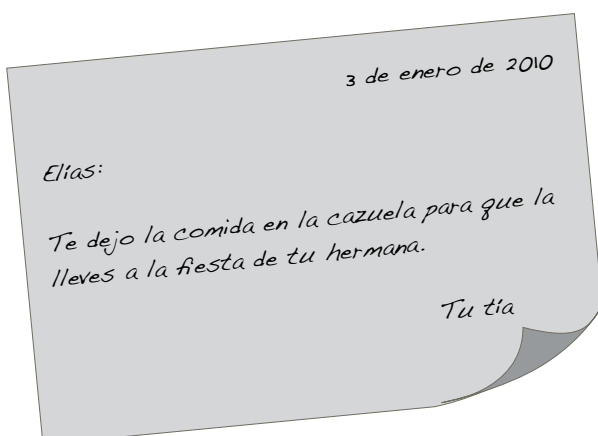 3 de enero de 2010
Elías:
Te dejo la comida en la cazuela para que la
lleves a la fiesta de tu hermana.
Tu tía